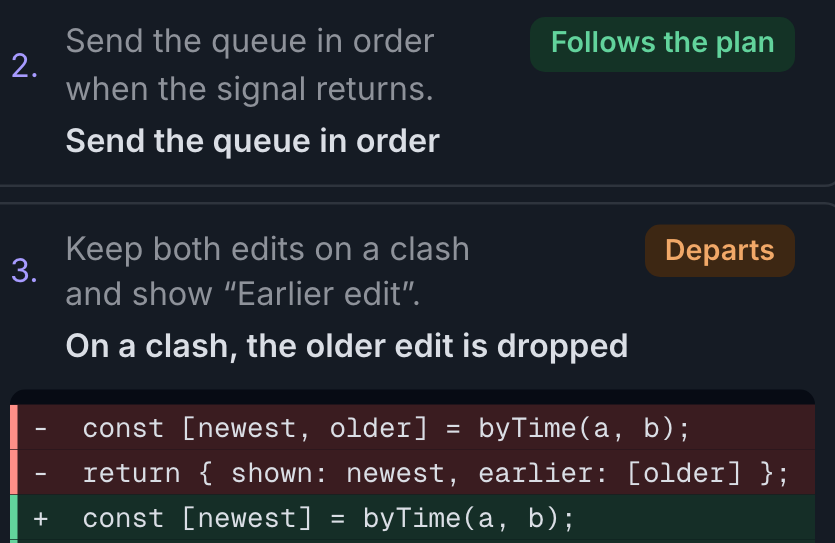 2.
Send the queue in order
when the signal returns.
Follows the plan
Send the queue in order
3.
Keep both edits on a clash
and show “Earlier edit”.
Departs
On a clash, the older edit is dropped
- const [newest, older] = byTime(a, b);
- return { shown: newest, earlier: [older] };
+ const [newest] = byTime(a, b);